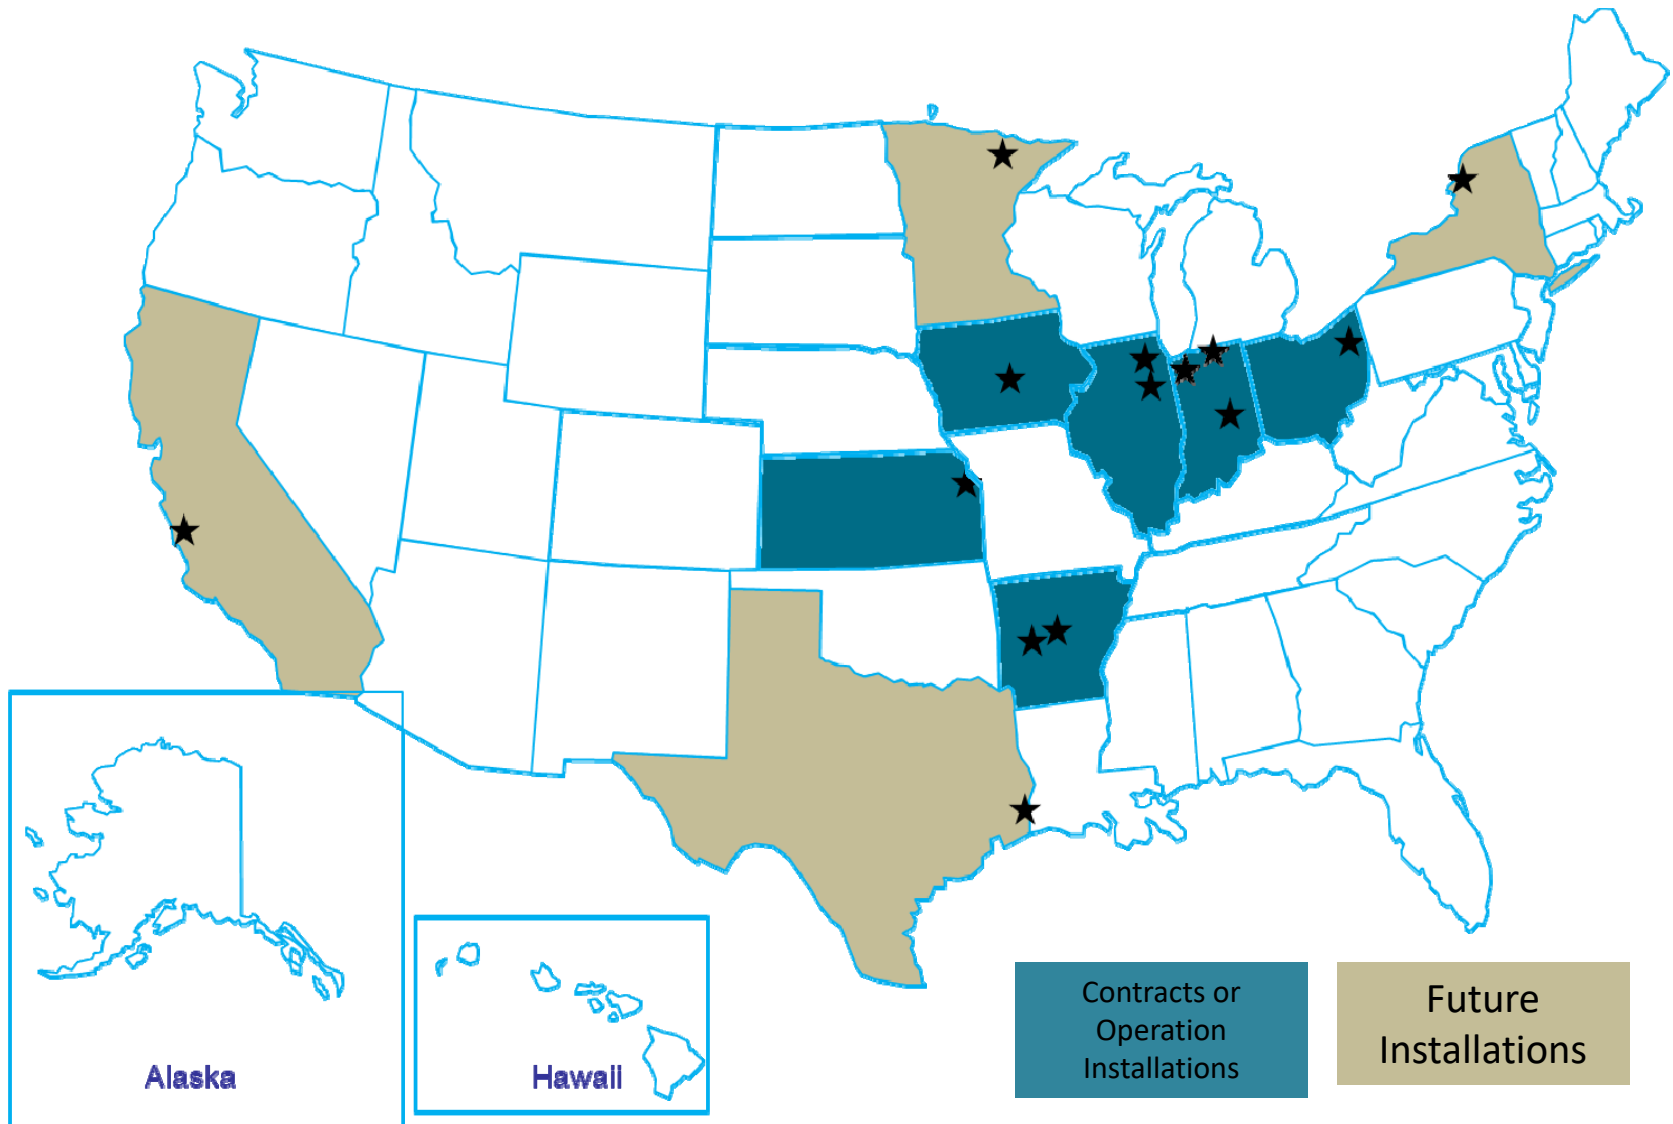 Alaska
Hawaii
Contracts or
Operation
Installations
Future
Installations